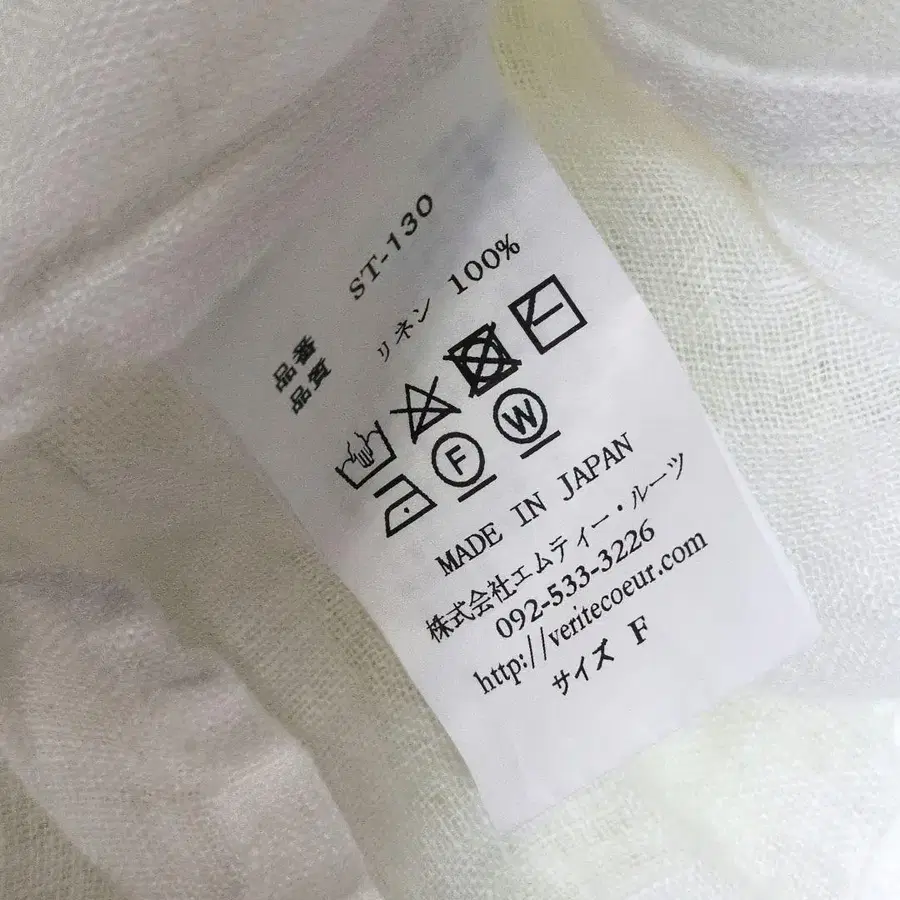 品番 ST-130
品質 リネン 100%
F W
MADE IN JAPAN
株式会社エムティー・ルーツ
092-533-3226
http://veritecoeur.com
サイズ F